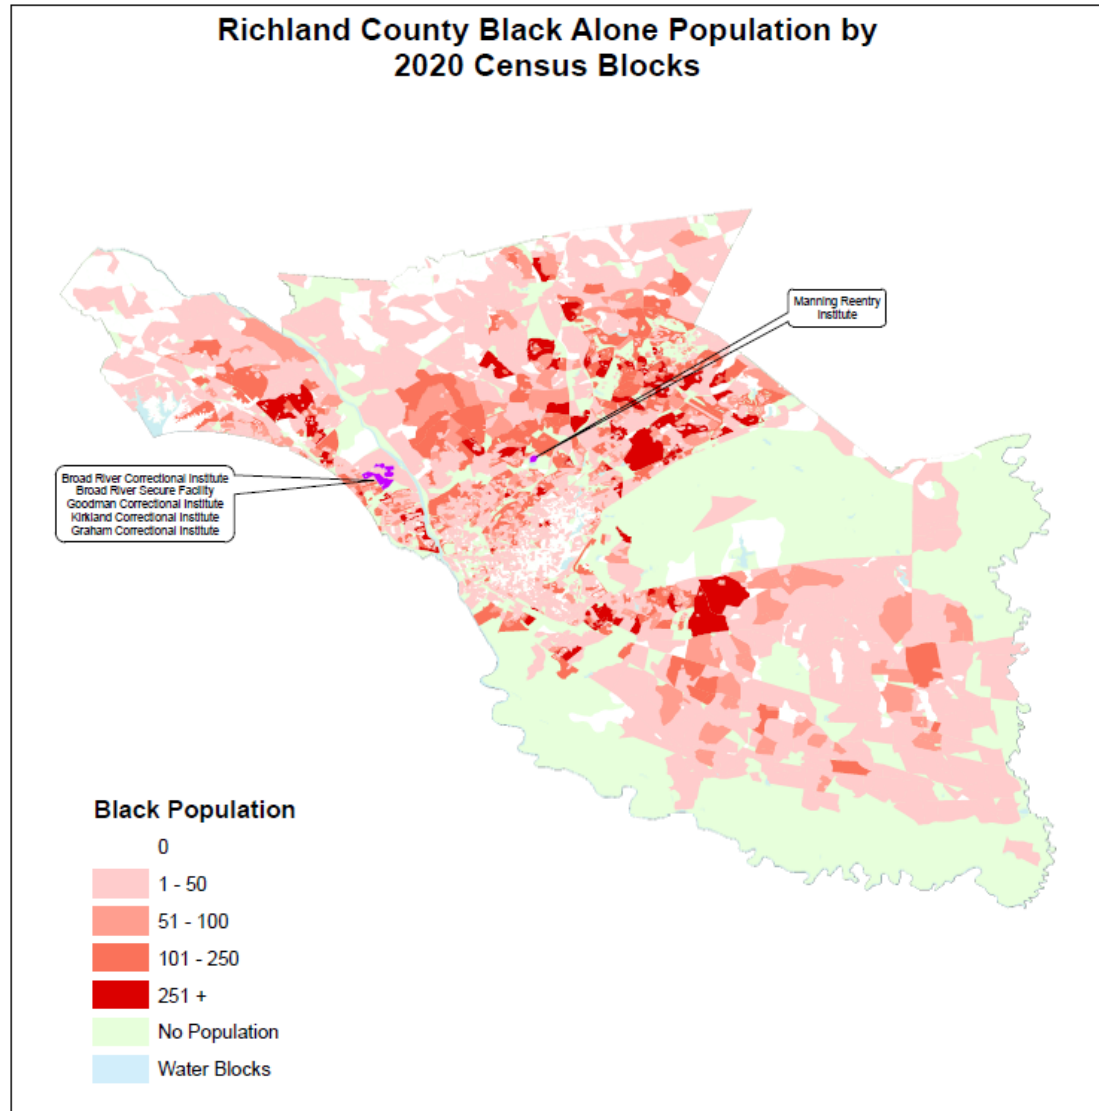 Richland County Black Alone Population by
2020 Census Blocks
Manning Reentry
Institute
Broad River Correctional Institute
Broad River Secure Facility
Goodman Correctional Institute
Kirkland Correctional Institute
Graham Correctional Institute
Black Population
0
1 - 50
51 - 100
101 - 250
251 +
No Population
Water Blocks